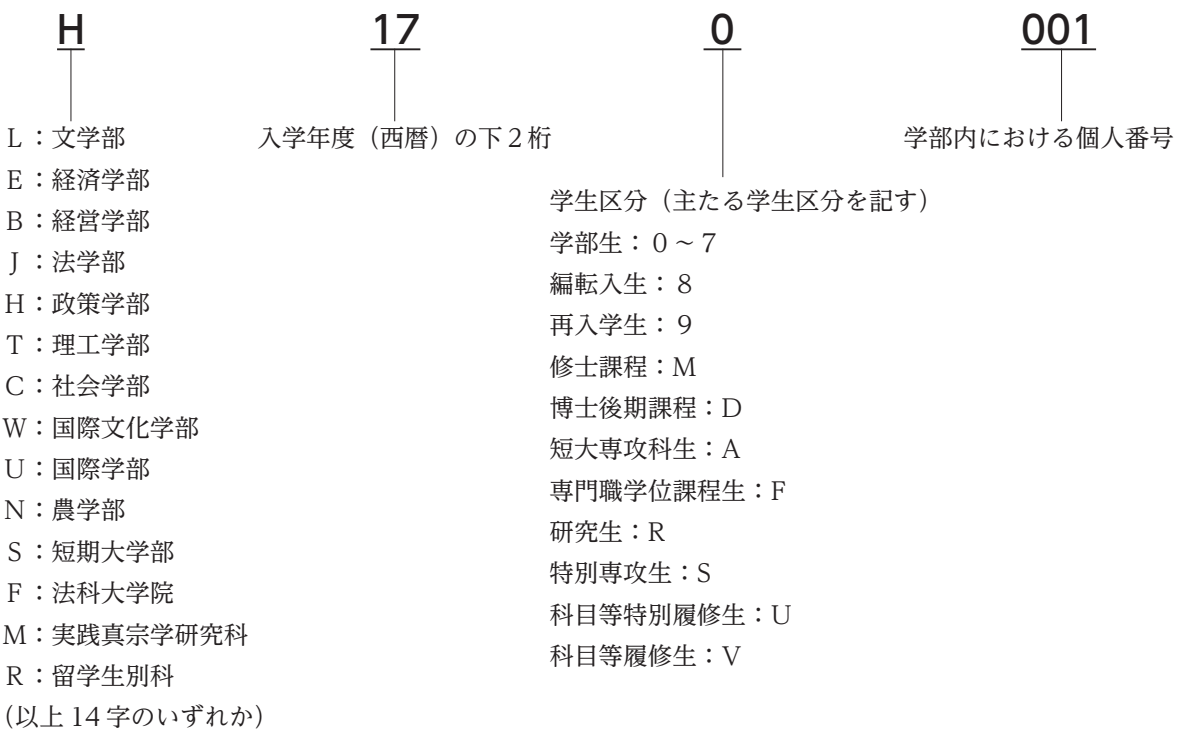 H 17 0 001
L：文学部
E：経済学部
B：経営学部
J：法学部
H：政策学部
T：理工学部
C：社会学部
W：国際文化学部
U：国際学部
N：農学部
S：短期大学部
F：法科大学院
M：実践真宗学研究科
R：留学生別科
（以上 14 字のいずれか）
入学年度（西暦）の下２桁
学生区分（主たる学生区分を記す）
学部生：０～７
編転入生：８
再入学生：９
修士課程：M
博士後期課程：D
短大専攻科生：A
専門職学位課程生：F
研究生：R
特別専攻生：S
科目等特別履修生：U
科目等履修生：V
学部内における個人番号